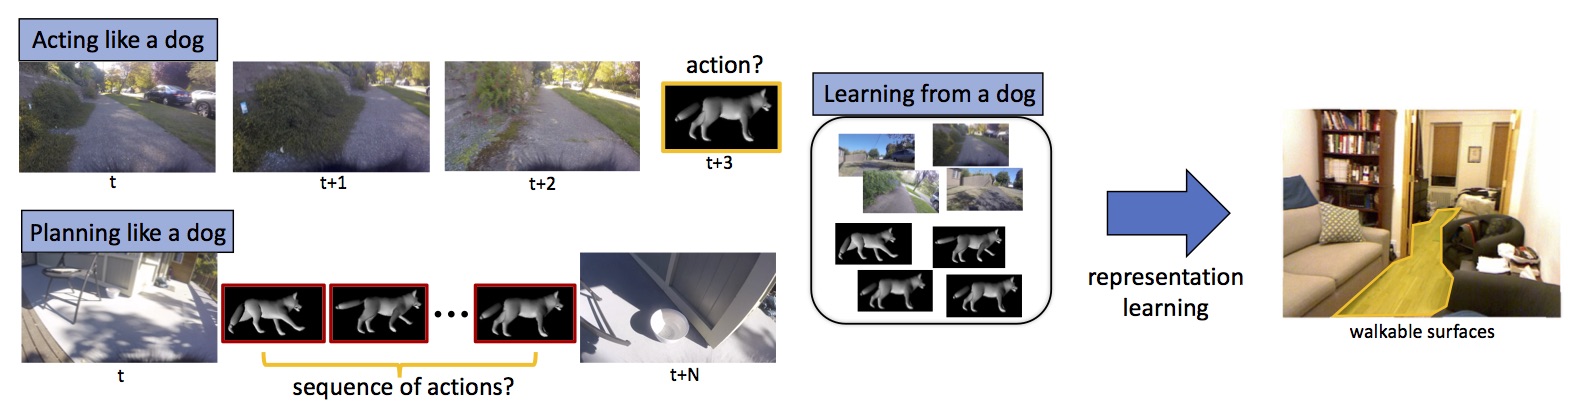 Acting like a dog
t
t+1
t+2
action?
t+3
Planning like a dog
t
sequence of actions?
t+N
Learning from a dog
representation
learning
walkable surfaces